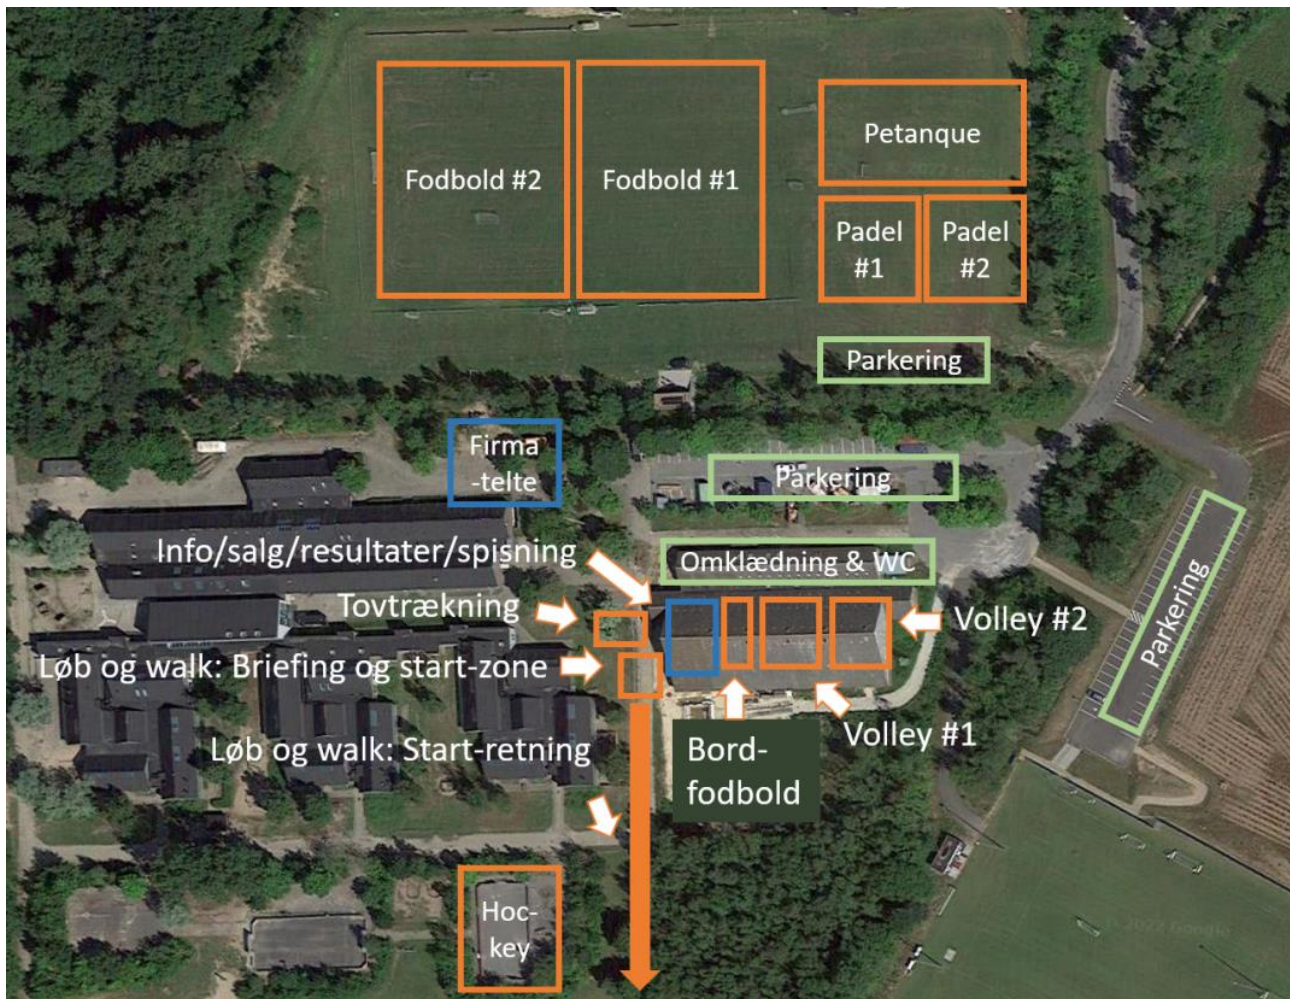 Fodbold #2
Fodbold #1
Petanque
Padel
#1
Padel
#2
Parkering
Firma
-telte
Parkering
Info/salg/resultater/spisning
Omklædning & WC
Tovtrækning
Volley #2
Løb og walk: Briefing og start-zone
Parkering
Løb og walk: Start-retning
Bord-
fodbold
Volley #1
Hoc-
key
2022 Google